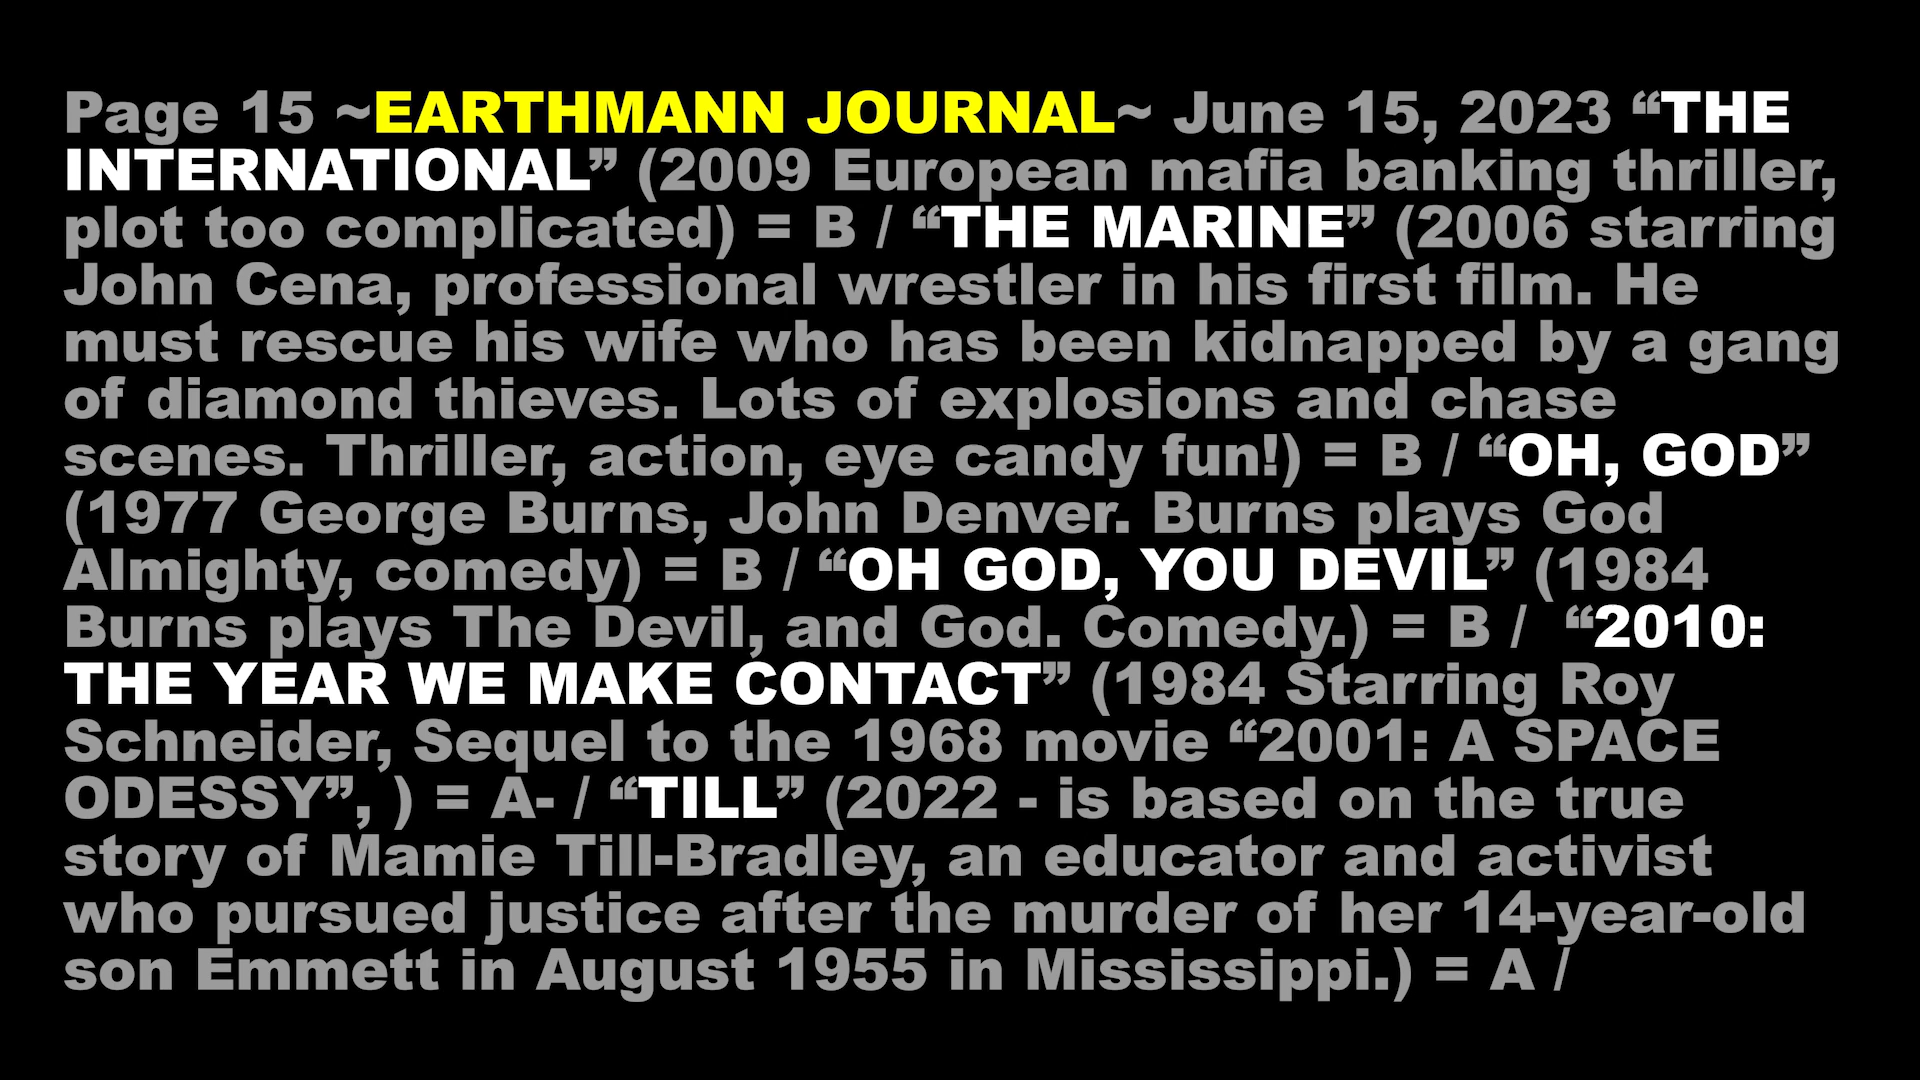 Page 15 ~EARTHMANN JOURNAL~ June 15, 2023 “THE
INTERNATIONAL” (2009 European mafia banking thriller,
plot too complicated) = B / “THE MARINE” (2006 starring
John Cena, professional wrestler in his first film. He
must rescue his wife who has been kidnapped by a gang
of diamond thieves. Lots of explosions and chase
scenes. Thriller, action, eye candy fun!) = B / “OH, GOD”
(1977 George Burns, John Denver. Burns plays God
Almighty, comedy) = B / “OH GOD, YOU DEVIL” (1984
Burns plays The Devil, and God. Comedy.) = B /  “2010:
THE YEAR WE MAKE CONTACT” (1984 Starring Roy
Schneider, Sequel to the 1968 movie “2001: A SPACE
ODESSY”, ) = A- / “TILL” (2022 - is based on the true
story of Mamie Till-Bradley, an educator and activist
who pursued justice after the murder of her 14-year-old
son Emmett in August 1955 in Mississippi.) = A /